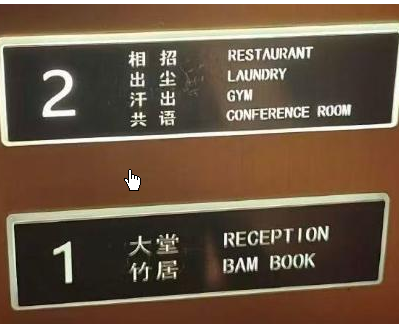 2
相招 RESTAURANT
出尘 LAUNDRY
汗出 GYM
共语 CONFERENCE ROOM
1
大堂 RECEPTION
竹居 BAM BOOK